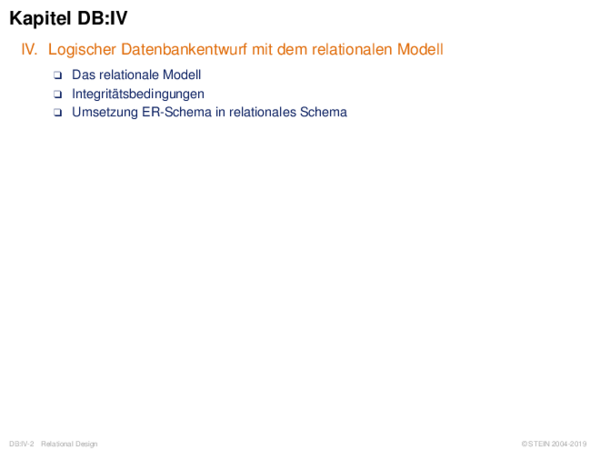 Kapitel DB:IV
IV. Logischer Datenbankentwurf mit dem relationalen Modell
❑ Das relationale Modell
❑ Integritätsbedingungen
❑ Umsetzung ER-Schema in relationales Schema
DB:IV-2 Relational Design © STEIN 2004-2019